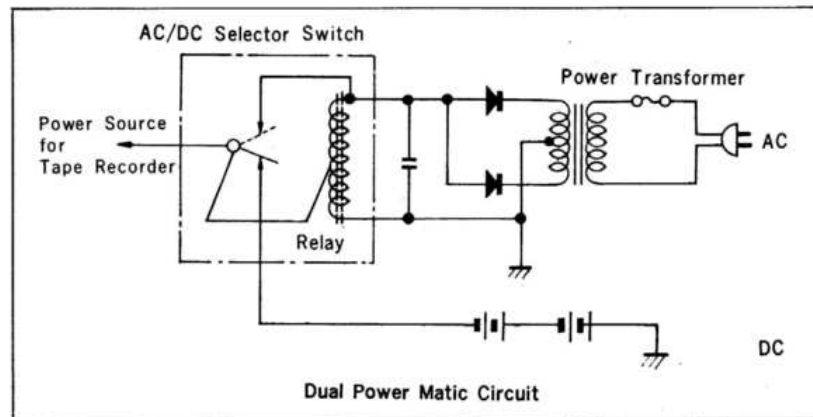 AC/DC Selector Switch
Power Transformer
Power Source
for
Tape Recorder
AC
Relay
DC
Dual Power Matic Circuit